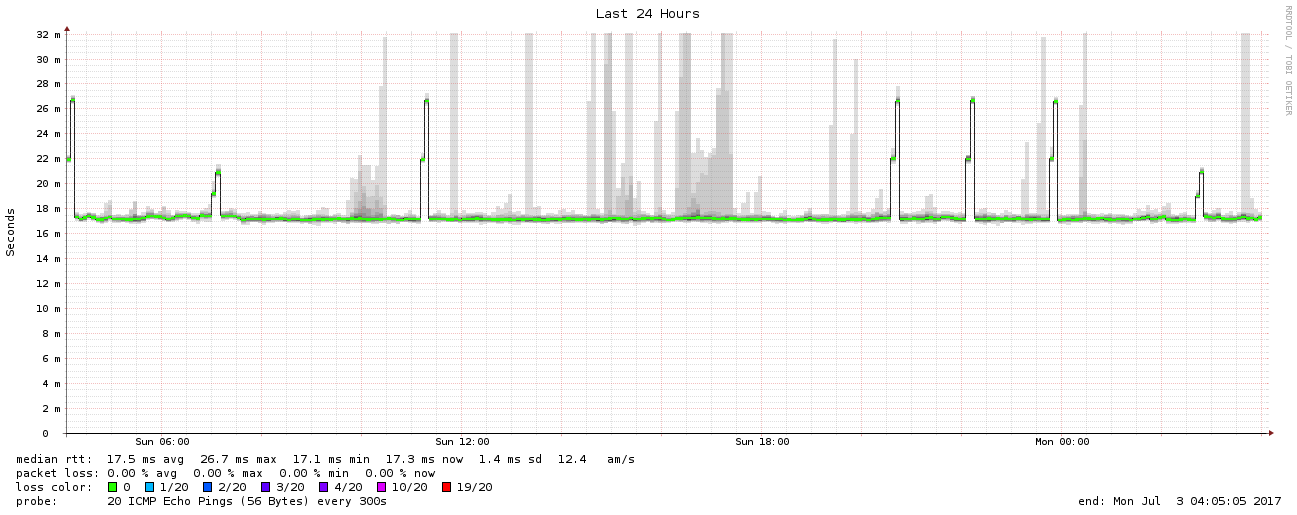 Last 24 Hours
RRDTOOL / TOBI OETIKER
Seconds
32 m
30 m
28 m
26 m
24 m
22 m
20 m
18 m
16 m
14 m
12 m
10 m
8 m
6 m
4 m
2 m
0
Sun 06:00 Sun 12:00 Sun 18:00 Mon 00:00
median rtt: 17.5 ms avg 26.7 ms max 17.1 ms min 17.3 ms now 1.4 ms sd 12.4 am/s
packet loss: 0.00 % avg 0.00 % max 0.00 % min 0.00 % now
loss color: 0 1/20 2/20 3/20 4/20 10/20 19/20
probe: 20 ICMP Echo Pings (56 Bytes) every 300s end: Mon Jul 3 04:05:05 2017